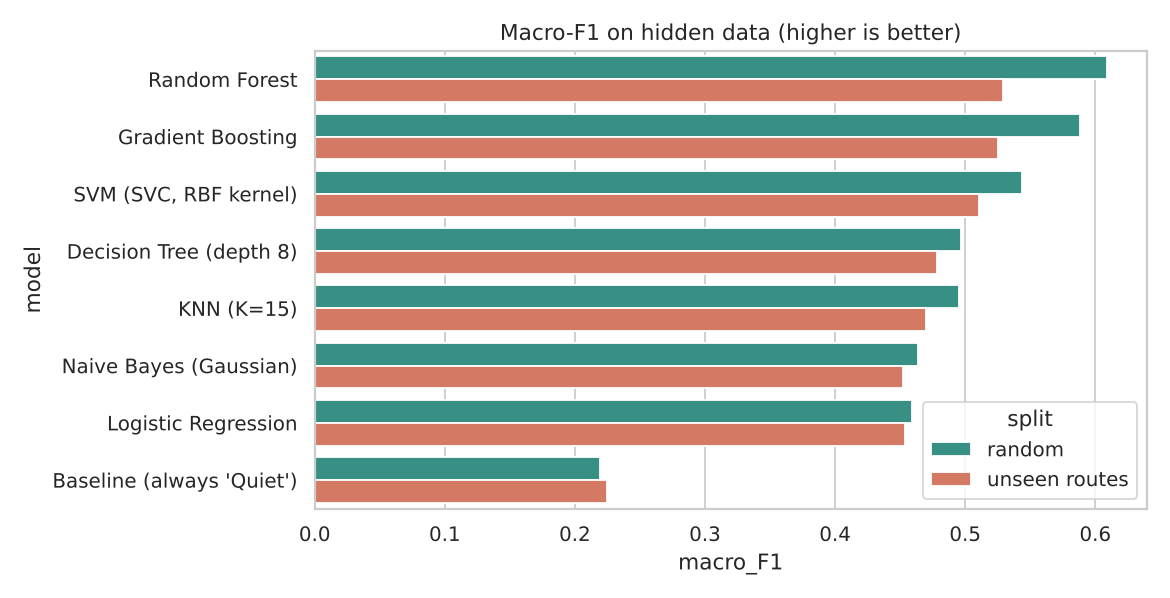 Macro-F1 on hidden data (higher is better)
model
Random Forest
Gradient Boosting
SVM (SVC, RBF kernel)
Decision Tree (depth 8)
KNN (K=15)
Naive Bayes (Gaussian)
Logistic Regression
Baseline (always 'Quiet')
split
random
unseen routes
0.0 0.1 0.2 0.3 0.4 0.5 0.6
macro_F1